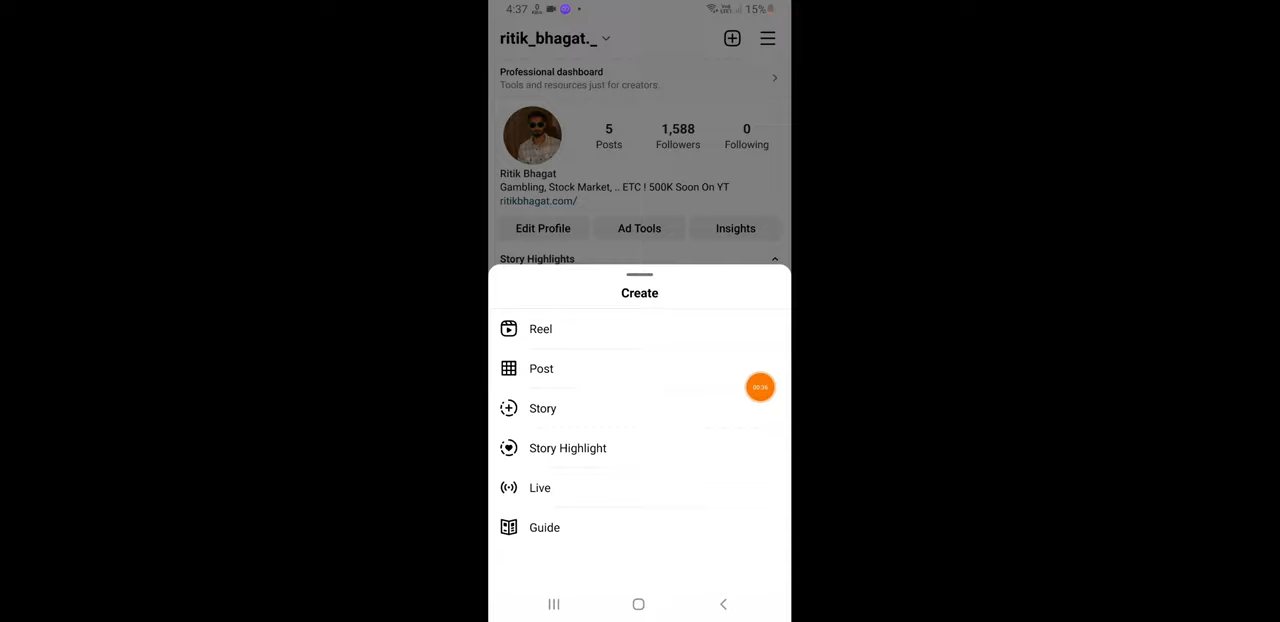 4:37 15%
ritik_bhagat._
Professional dashboard
Tools and resources just for creators.
5 1,588 0
Posts Followers Following
Ritik Bhagat
Gambling, Stock Market, .. ETC ! 500K Soon On YT
ritikbhagat.com/
Edit Profile Ad Tools Insights
Story Highlights
Create
Reel
Post
00:36
Story
Story Highlight
Live
Guide